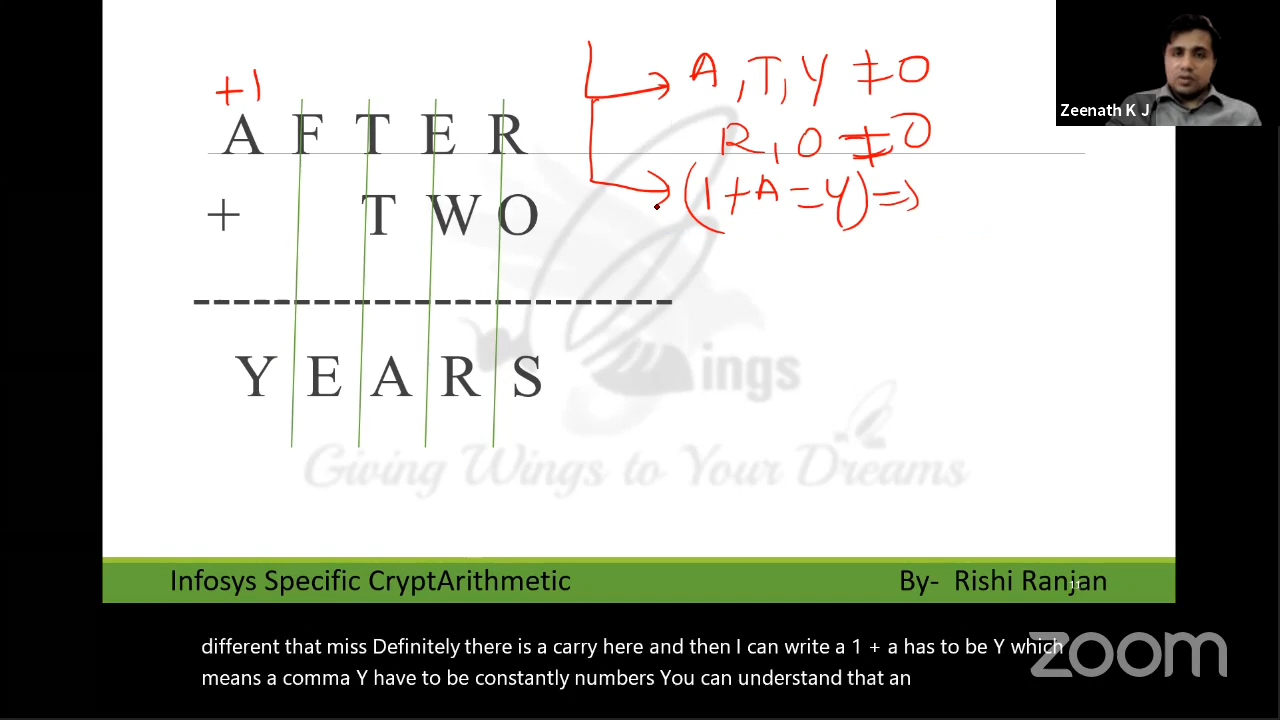 +1
A F T E R
+ T W O
Y E A R S
A, T, Y ≠ 0
R, O ≠ 0
(1 + A = Y) ⇒
Zeenath K J
ings
Giving Wings to Your Dreams
Infosys Specific CryptArithmetic
By- Rishi Ranjan
11
different that miss Definitely there is a carry here and then I can write a 1 + a has to be Y which
means a comma Y have to be constantly numbers You can understand that an
zoom